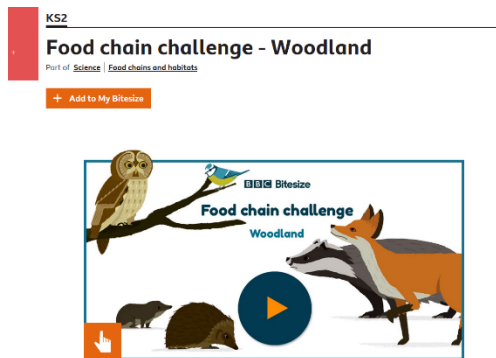 KS2
Food chain challenge - Woodland
Part of Science | Food chains and habitats
+ Add to My Bitesize
BBC Bitesize
Food chain challenge
Woodland